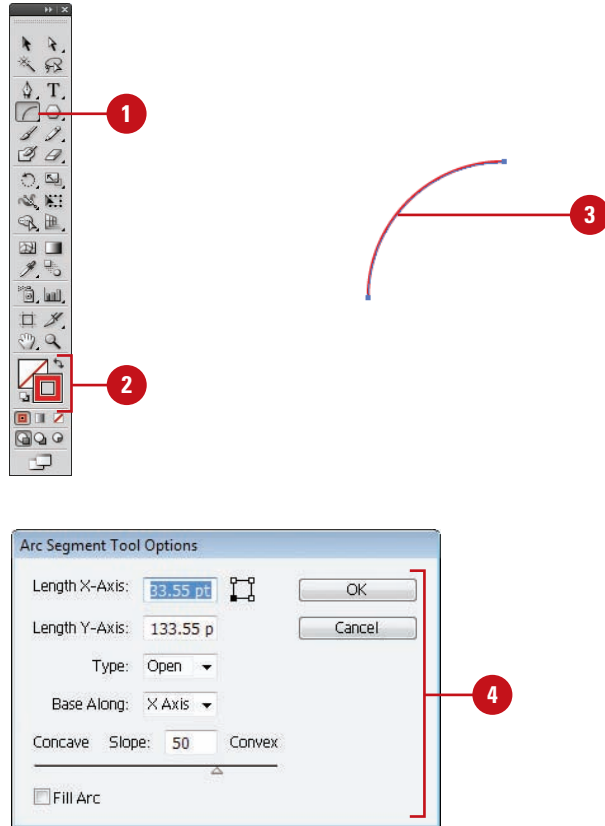 1
3
2
Arc Segment Tool Options
Length X-Axis: 33.55 pt OK
Length Y-Axis: 133.55 p Cancel
Type: Open
Base Along: X Axis
4
Concave Slope: 50 Convex
Fill Arc